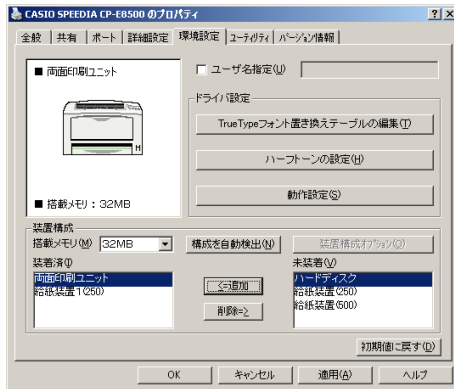 CASIO SPEEDIA CP-E8500 のプロパティ
全般 共有 ポート 詳細設定 環境設定 ユーティリティ バージョン情報
■ 両面印刷ユニット
H
■ 搭載メモリ：32MB
ユーザ名指定(U)
ドライバ設定
TrueTypeフォント置き換えテーブルの編集(T)
ハーフトーンの設定(H)
動作設定(S)
装置構成
搭載メモリ(M) 32MB 構成を自動検出(N) 装置構成オプション(O)
装着済(I) 未装着(V)
両面印刷ユニット
給紙装置1(250)
<=追加
削除=>
ハードディスク
給紙装置(250)
給紙装置(500)
初期値に戻す(D)
OK キャンセル 適用(A) ヘルプ